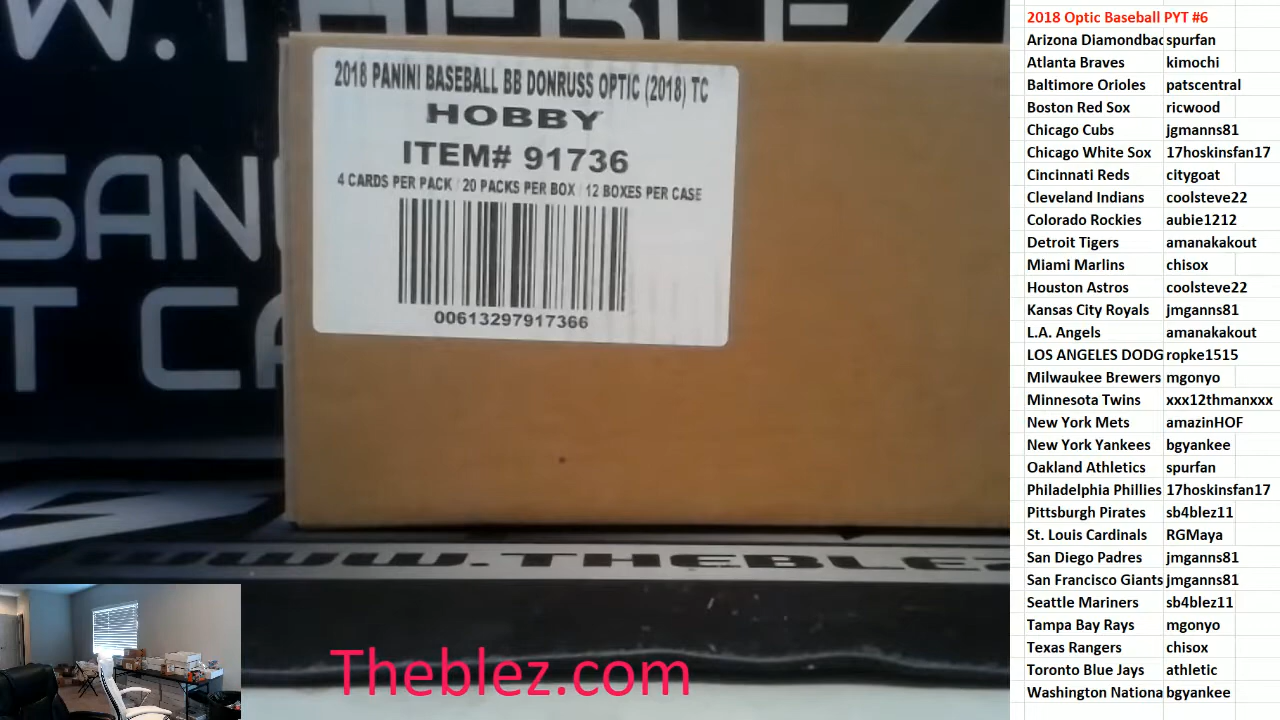 2018 PANINI BASEBALL BB DONRUSS OPTIC (2018) TC
HOBBY
ITEM# 91736
4 CARDS PER PACK / 20 PACKS PER BOX / 12 BOXES PER CASE
00613297917366
WWW.THEBLEZ
SAN
T CA
WWW.THEBLEZ
Theblez.com
2018 Optic Baseball PYT #6
Arizona Diamondbac spurfan
Atlanta Braves kimochi
Baltimore Orioles patscentral
Boston Red Sox ricwood
Chicago Cubs jgmanns81
Chicago White Sox 17hoskinsfan17
Cincinnati Reds citygoat
Cleveland Indians coolsteve22
Colorado Rockies aubie1212
Detroit Tigers amanakakout
Miami Marlins chisox
Houston Astros coolsteve22
Kansas City Royals jmganns81
L.A. Angels amanakakout
LOS ANGELES DODG ropke1515
Milwaukee Brewers mgonyo
Minnesota Twins xxx12thmanxxx
New York Mets amazinHOF
New York Yankees bgyankee
Oakland Athletics spurfan
Philadelphia Phillies 17hoskinsfan17
Pittsburgh Pirates sb4blez11
St. Louis Cardinals RGMaya
San Diego Padres jmganns81
San Francisco Giants jmganns81
Seattle Mariners sb4blez11
Tampa Bay Rays mgonyo
Texas Rangers chisox
Toronto Blue Jays athletic
Washington Nationa bgyankee